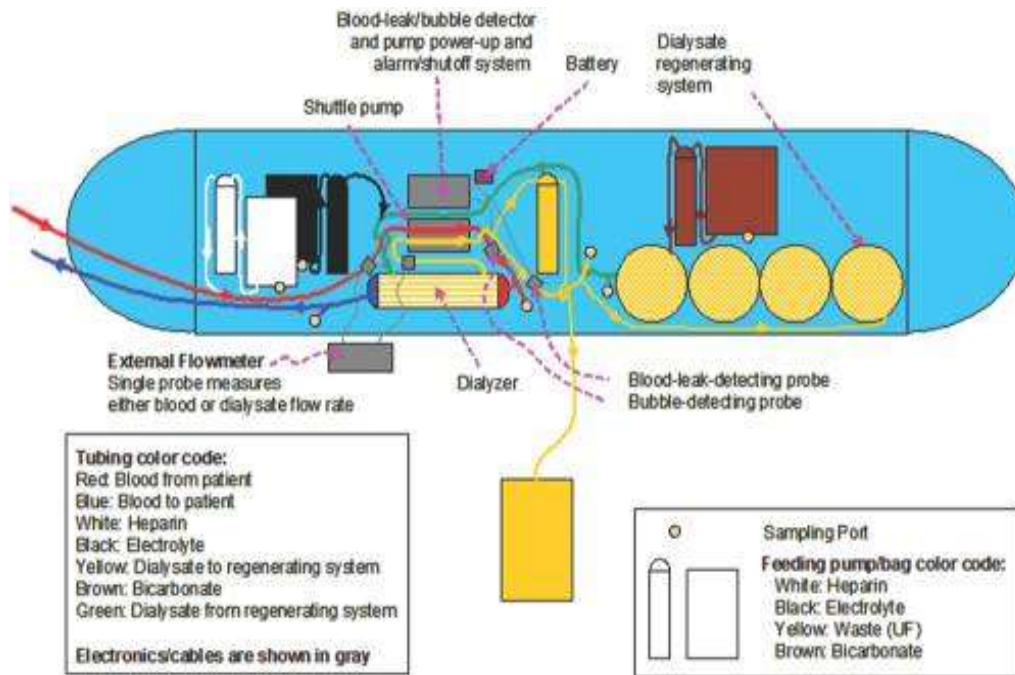 Blood-leak/bubble detector
and pump power-up and
alarm/shutoff system
Battery
Dialysate
regenerating
system
Shuttle pump
External Flowmeter
Single probe measures
either blood or dialysate flow rate
Dialyzer
Blood-leak-detecting probe
Bubble-detecting probe
Tubing color code:
Red: Blood from patient
Blue: Blood to patient
White: Heparin
Black: Electrolyte
Yellow: Dialysate to regenerating system
Brown: Bicarbonate
Green: Dialysate from regenerating system
Electronics/cables are shown in gray
Sampling Port
Feeding pump/bag color code:
White: Heparin
Black: Electrolyte
Yellow: Waste (UF)
Brown: Bicarbonate